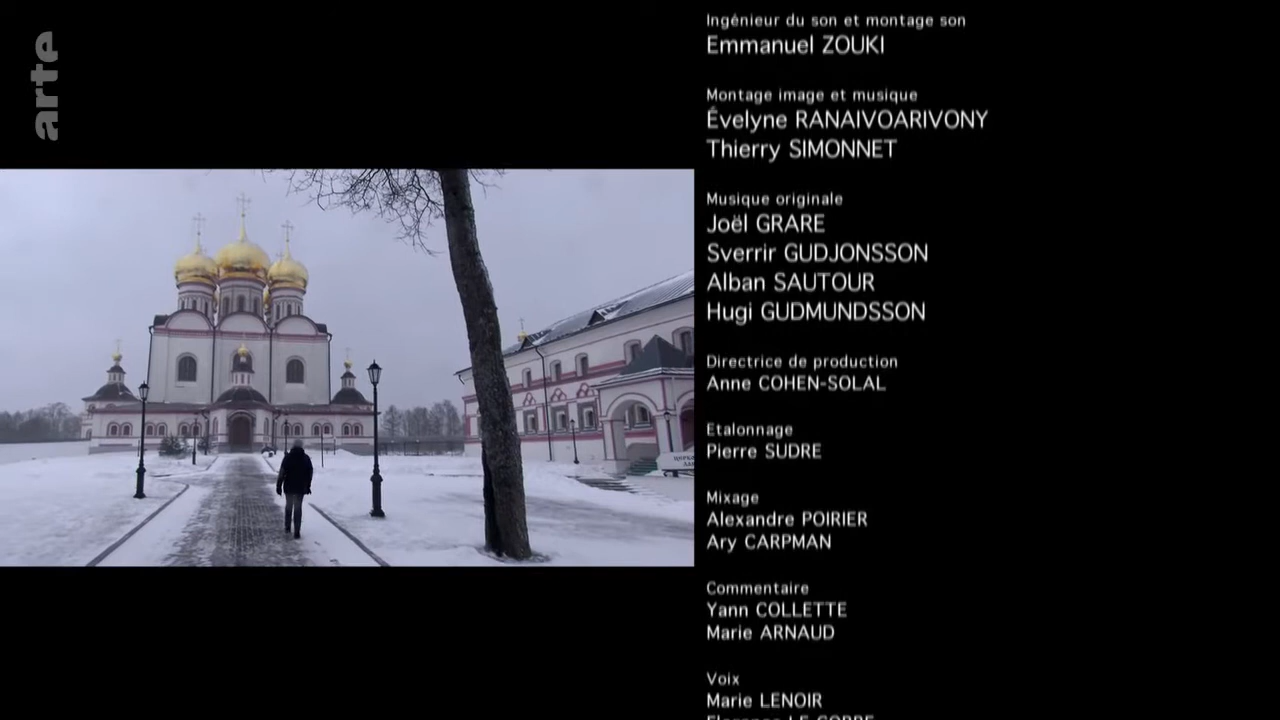 arte
Ingénieur du son et montage son
Emmanuel ZOUKI
Montage image et musique
Évelyne RANAIVOARIVONY
Thierry SIMONNET
Musique originale
Joël GRARE
Sverrir GUDJONSSON
Alban SAUTOUR
Hugi GUDMUNDSSON
Directrice de production
Anne COHEN-SOLAL
Etalonnage
Pierre SUDRE
Mixage
Alexandre POIRIER
Ary CARPMAN
Commentaire
Yann COLLETTE
Marie ARNAUD
Voix
Marie LENOIR